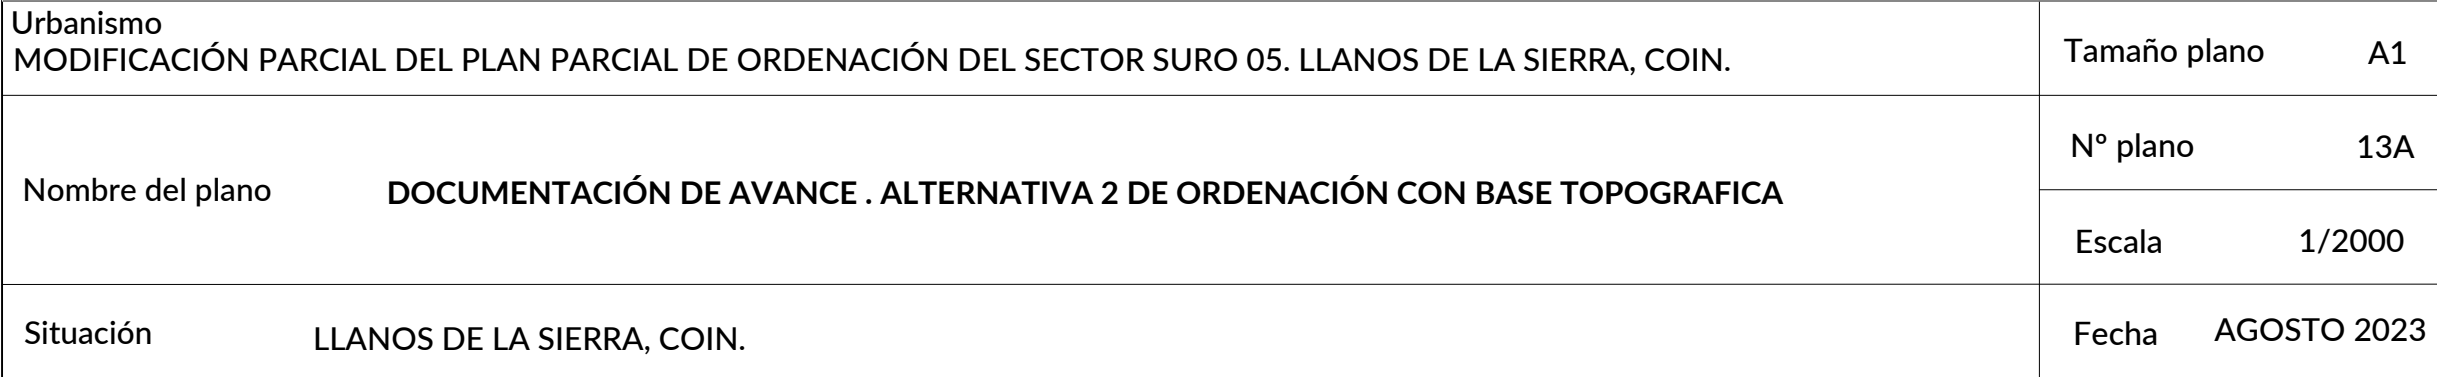 Urbanismo
MODIFICACIÓN PARCIAL DEL PLAN PARCIAL DE ORDENACIÓN DEL SECTOR SURO 05. LLANOS DE LA SIERRA, COIN.
Tamaño plano A1
Nombre del plano DOCUMENTACIÓN DE AVANCE . ALTERNATIVA 2 DE ORDENACIÓN CON BASE TOPOGRAFICA
Nº plano 13A
Escala 1/2000
Situación LLANOS DE LA SIERRA, COIN.
Fecha AGOSTO 2023